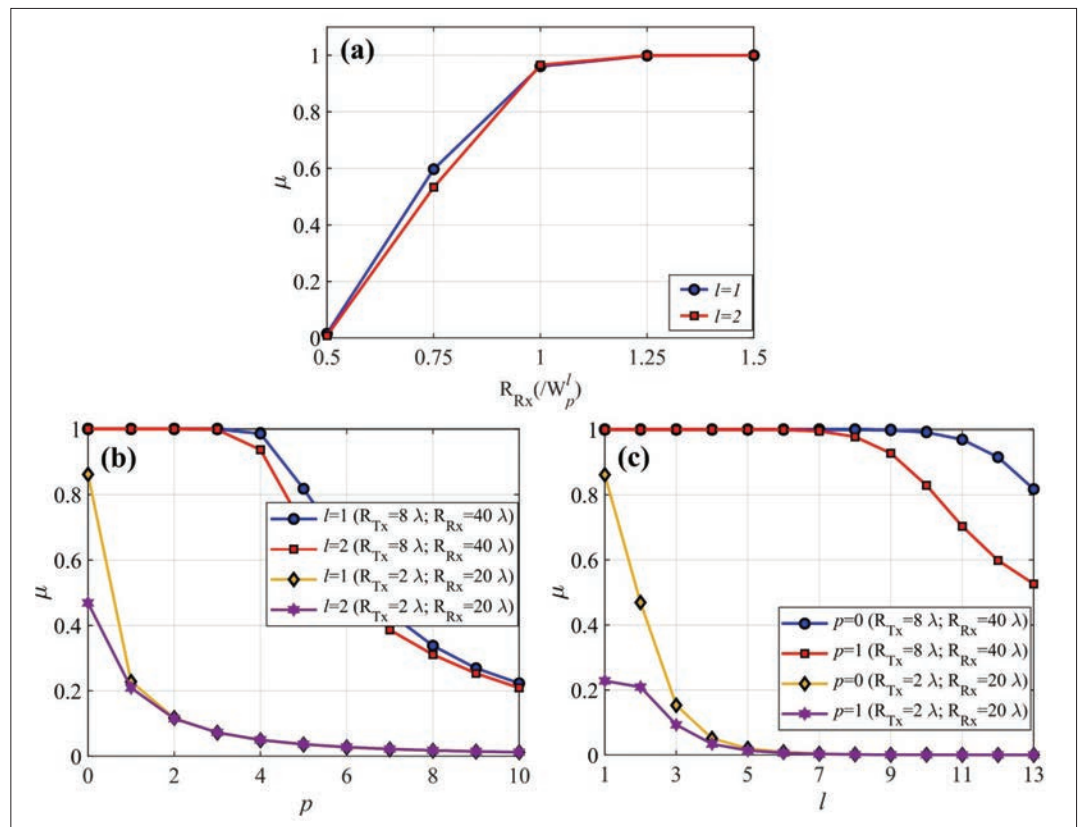 (a)
1
0.8
0.6
0.4
0.2
0
μ
0.5 0.75 1 1.25 1.5
R_Rx(/W_p^l)
l=1
l=2
(b)
1
0.8
0.6
0.4
0.2
0
μ
l=1 (R_Tx=8 λ; R_Rx=40 λ)
l=2 (R_Tx=8 λ; R_Rx=40 λ)
l=1 (R_Tx=2 λ; R_Rx=20 λ)
l=2 (R_Tx=2 λ; R_Rx=20 λ)
0 2 4 6 8 10
p
(c)
1
0.8
0.6
0.4
0.2
0
μ
p=0 (R_Tx=8 λ; R_Rx=40 λ)
p=1 (R_Tx=8 λ; R_Rx=40 λ)
p=0 (R_Tx=2 λ; R_Rx=20 λ)
p=1 (R_Tx=2 λ; R_Rx=20 λ)
1 3 5 7 9 11 13
l